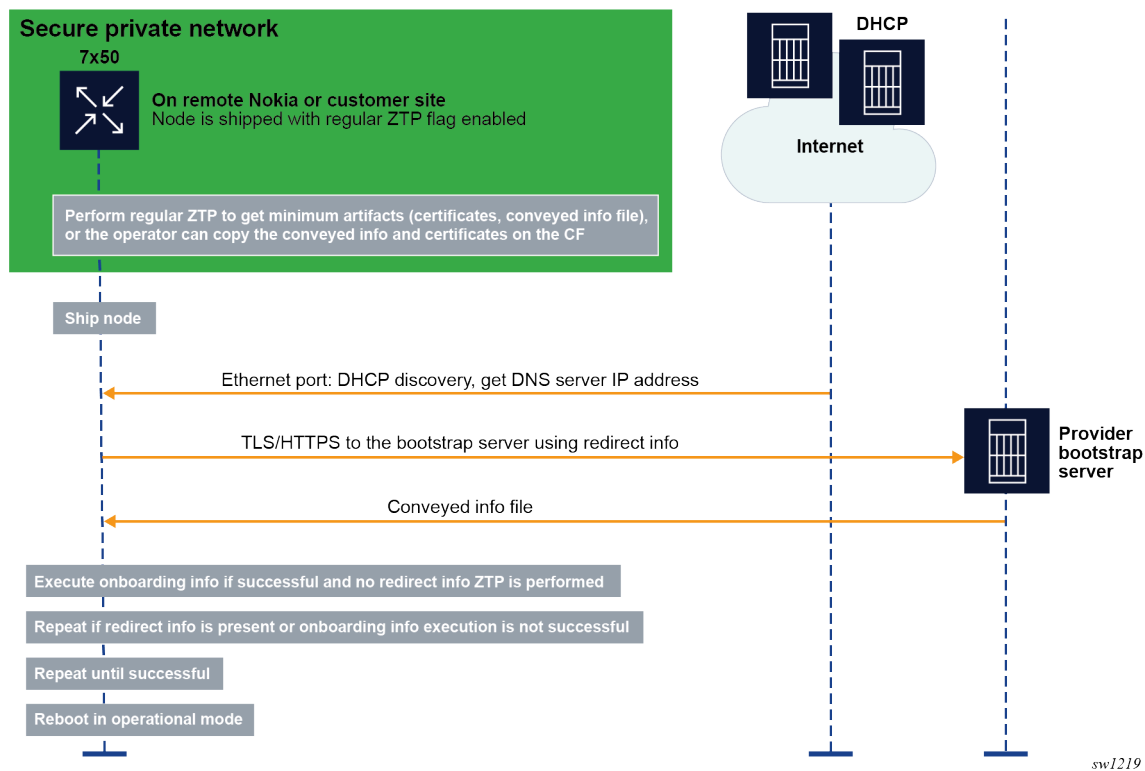 Secure private network
7x50
On remote Nokia or customer site
Node is shipped with regular ZTP flag enabled
DHCP
Internet
Perform regular ZTP to get minimum artifacts (certificates, conveyed info file),
or the operator can copy the conveyed info and certificates on the CF
Ship node
Ethernet port: DHCP discovery, get DNS server IP address
TLS/HTTPS to the bootstrap server using redirect info
Provider
bootstrap
server
Conveyed info file
Execute onboarding info if successful and no redirect info ZTP is performed
Repeat if redirect info is present or onboarding info execution is not successful
Repeat until successful
Reboot in operational mode
sw1219